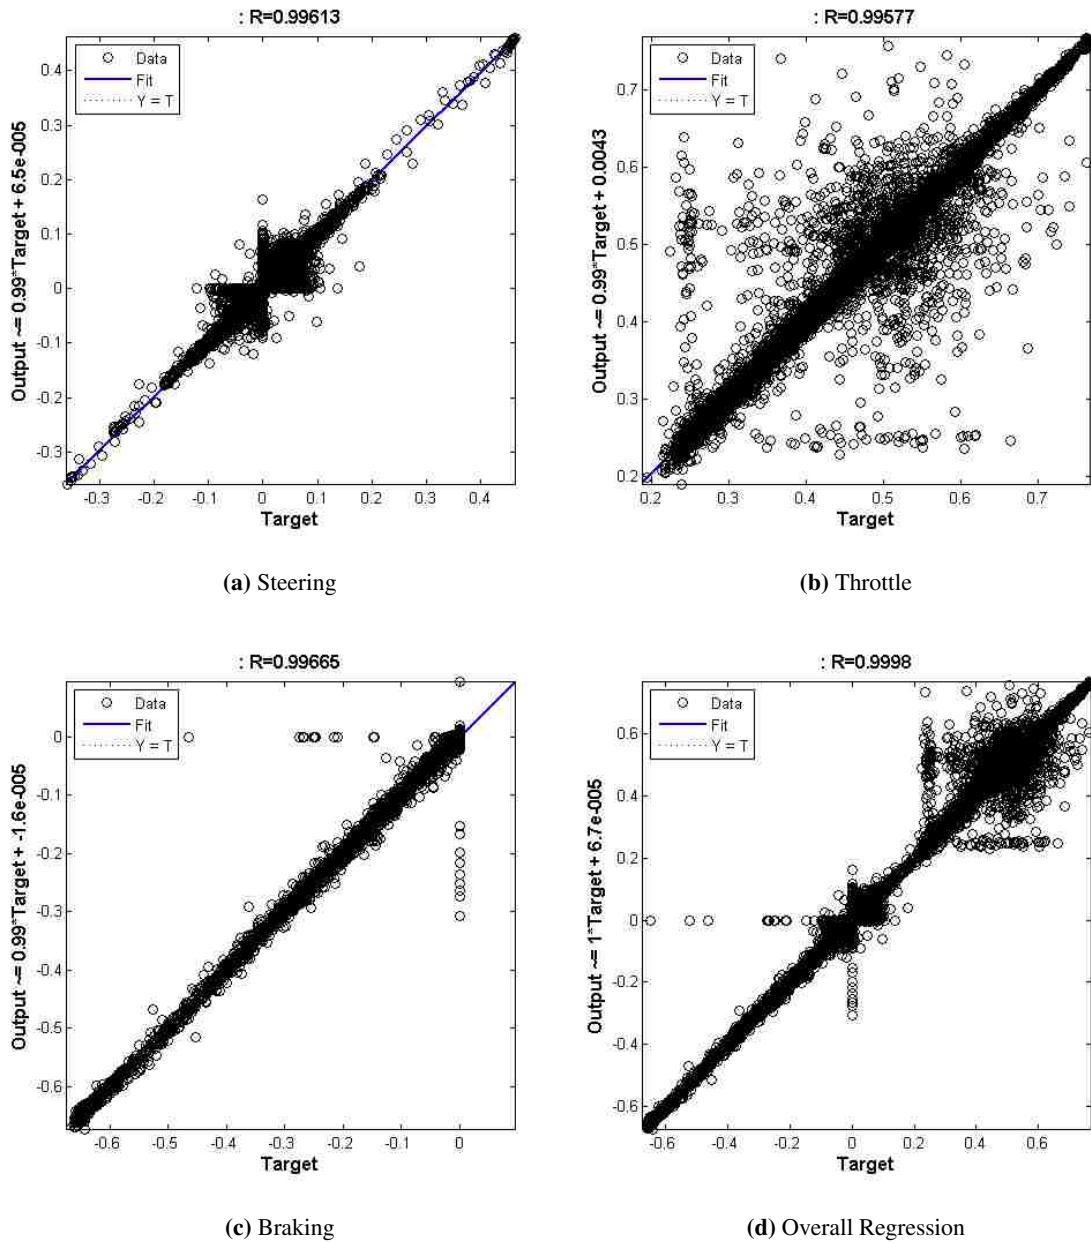 : R=0.99613
Data
Fit
Y = T
Output ~= 0.99*Target + 6.5e-005
0.4
0.3
0.2
0.1
0
-0.1
-0.2
-0.3
-0.3 -0.2 -0.1 0 0.1 0.2 0.3 0.4
Target
(a) Steering
: R=0.99577
Data
Fit
Y = T
Output ~= 0.99*Target + 0.0043
0.7
0.6
0.5
0.4
0.3
0.2
0.2 0.3 0.4 0.5 0.6 0.7
Target
(b) Throttle
: R=0.99665
Data
Fit
Y = T
Output ~= 0.99*Target + -1.6e-005
0
-0.1
-0.2
-0.3
-0.4
-0.5
-0.6
-0.6 -0.5 -0.4 -0.3 -0.2 -0.1 0
Target
(c) Braking
: R=0.9998
Data
Fit
Y = T
Output ~= 1*Target + 6.7e-005
0.6
0.4
0.2
0
-0.2
-0.4
-0.6
-0.6 -0.4 -0.2 0 0.2 0.4 0.6
Target
(d) Overall Regression